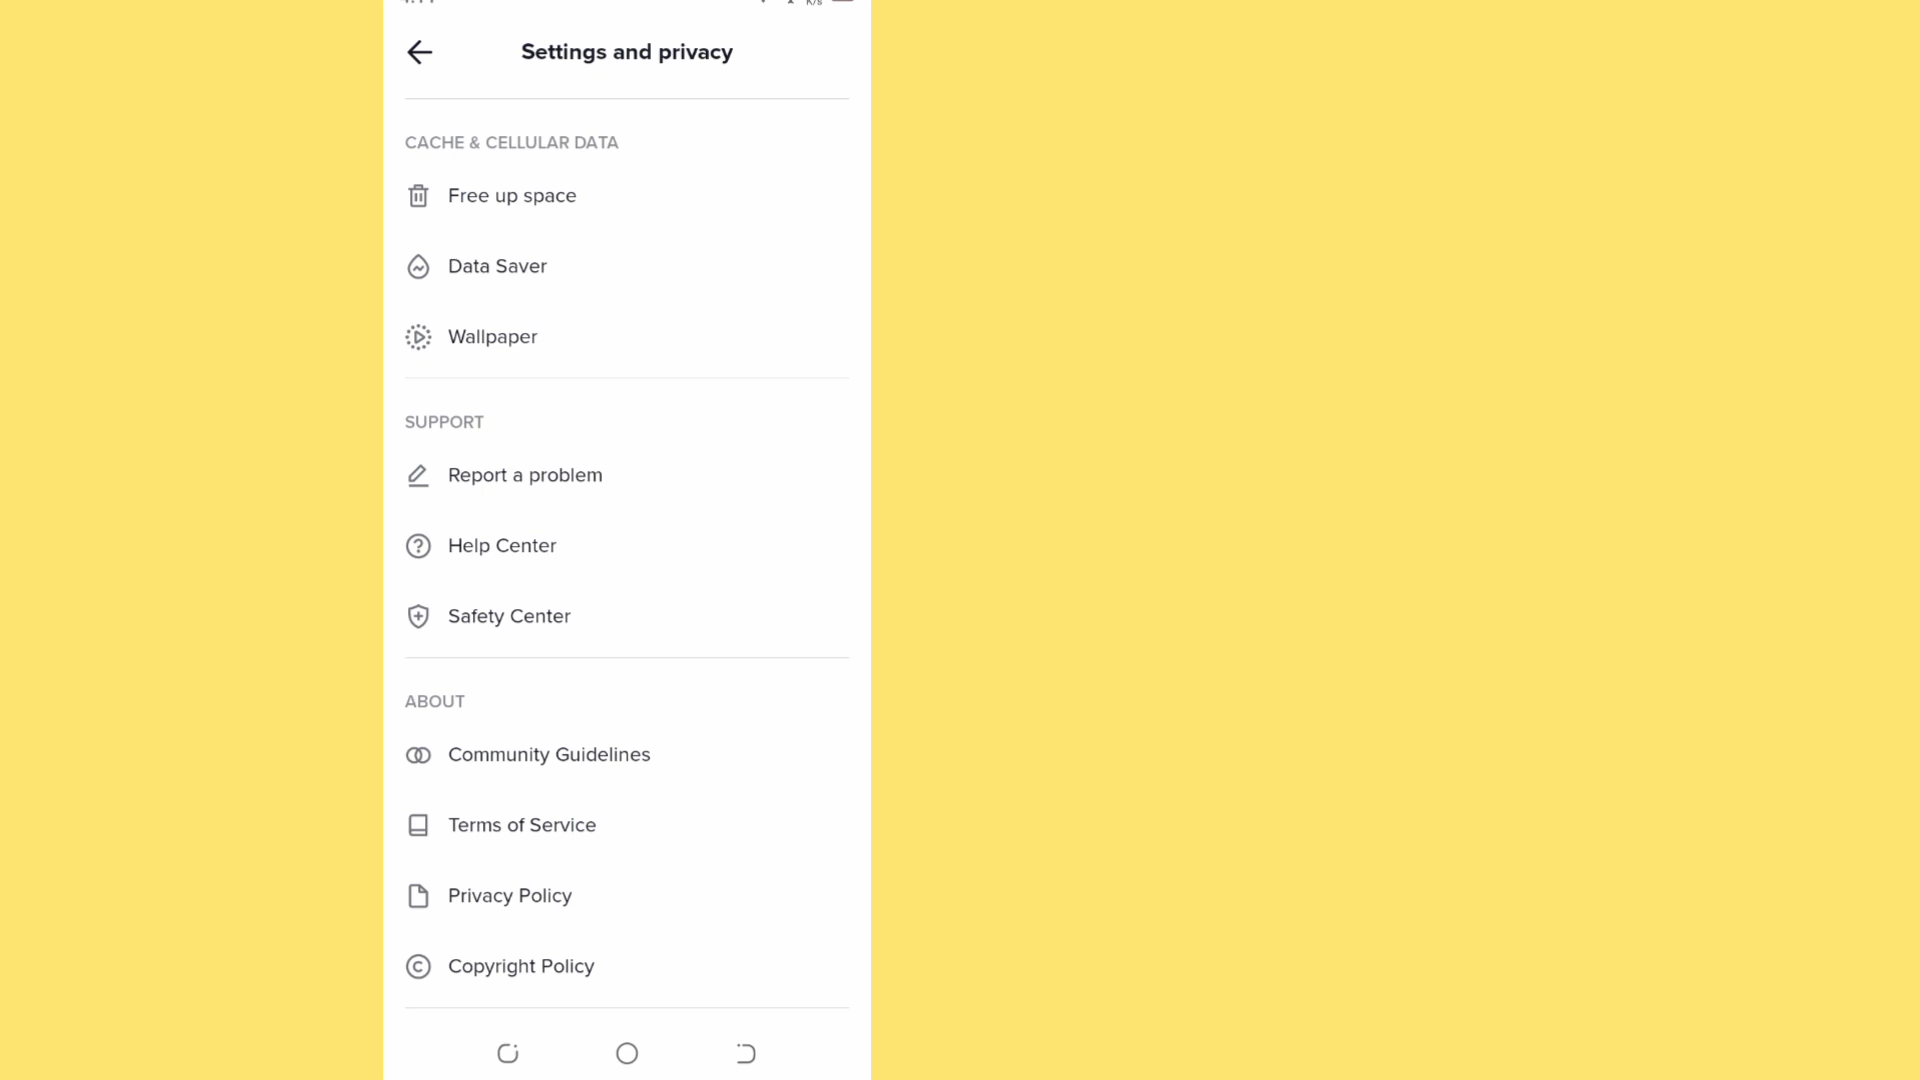 K/s
Settings and privacy
CACHE & CELLULAR DATA
Free up space
Data Saver
Wallpaper
SUPPORT
Report a problem
Help Center
Safety Center
ABOUT
Community Guidelines
Terms of Service
Privacy Policy
Copyright Policy